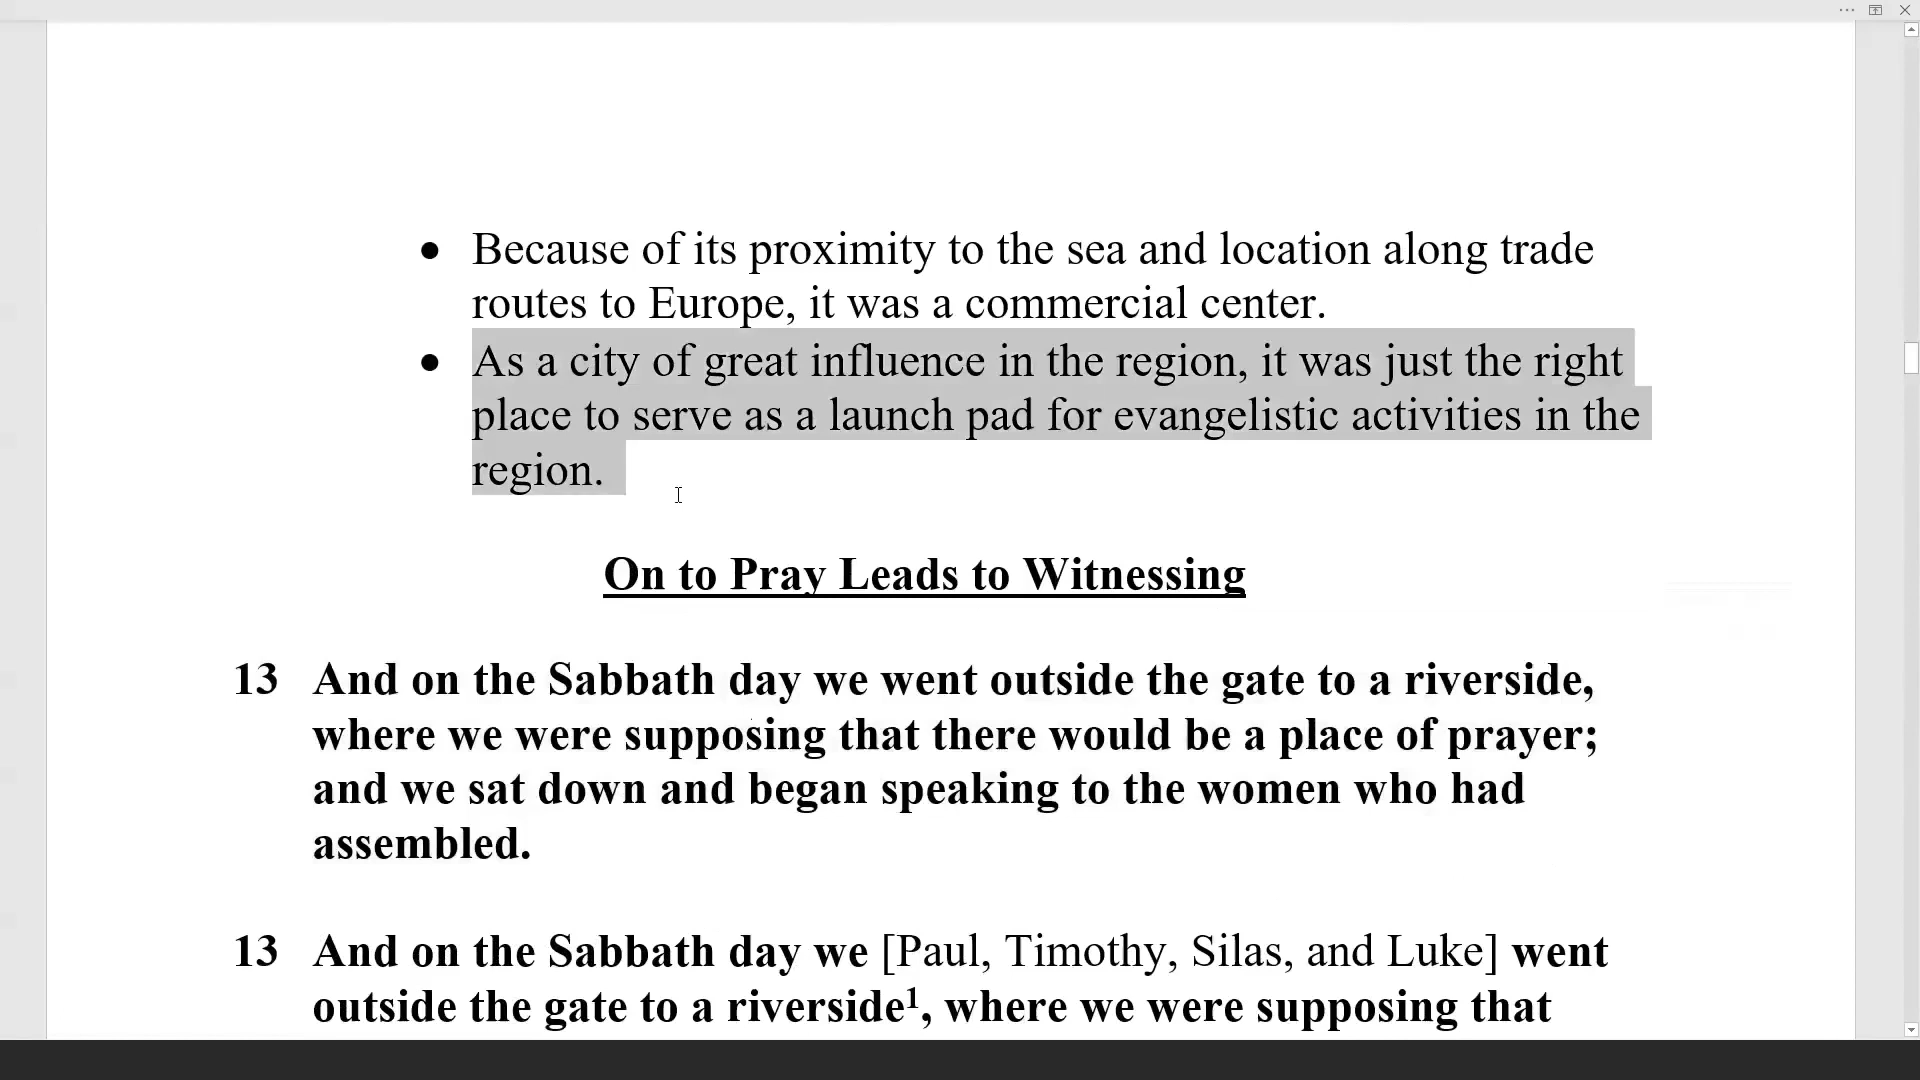 • Because of its proximity to the sea and location along trade
routes to Europe, it was a commercial center.
• As a city of great influence in the region, it was just the right
place to serve as a launch pad for evangelistic activities in the
region.
On to Pray Leads to Witnessing
13 And on the Sabbath day we went outside the gate to a riverside,
where we were supposing that there would be a place of prayer;
and we sat down and began speaking to the women who had
assembled.
13 And on the Sabbath day we [Paul, Timothy, Silas, and Luke] went
outside the gate to a riverside¹, where we were supposing that